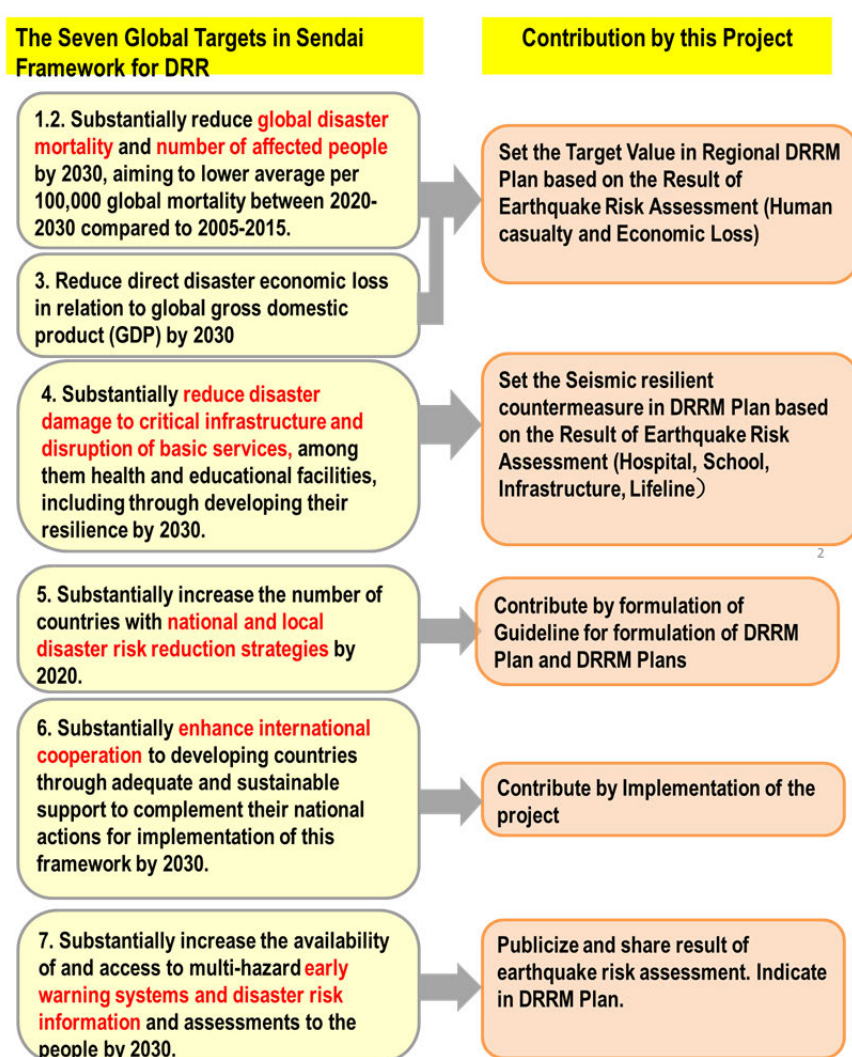 The Seven Global Targets in Sendai
Framework for DRR
Contribution by this Project
1.2. Substantially reduce global disaster
mortality and number of affected people
by 2030, aiming to lower average per
100,000 global mortality between 2020-
2030 compared to 2005-2015.
Set the Target Value in Regional DRRM
Plan based on the Result of
Earthquake Risk Assessment (Human
casualty and Economic Loss)
3. Reduce direct disaster economic loss
in relation to global gross domestic
product (GDP) by 2030
4. Substantially reduce disaster
damage to critical infrastructure and
disruption of basic services, among
them health and educational facilities,
including through developing their
resilience by 2030.
Set the Seismic resilient
countermeasure in DRRM Plan based
on the Result of Earthquake Risk
Assessment (Hospital, School,
Infrastructure, Lifeline）
2
5. Substantially increase the number of
countries with national and local
disaster risk reduction strategies by
2020.
Contribute by formulation of
Guideline for formulation of DRRM
Plan and DRRM Plans
6. Substantially enhance international
cooperation to developing countries
through adequate and sustainable
support to complement their national
actions for implementation of this
framework by 2030.
Contribute by Implementation of the
project
7. Substantially increase the availability
of and access to multi-hazard early
warning systems and disaster risk
information and assessments to the
people by 2030.
Publicize and share result of
earthquake risk assessment. Indicate
in DRRM Plan.